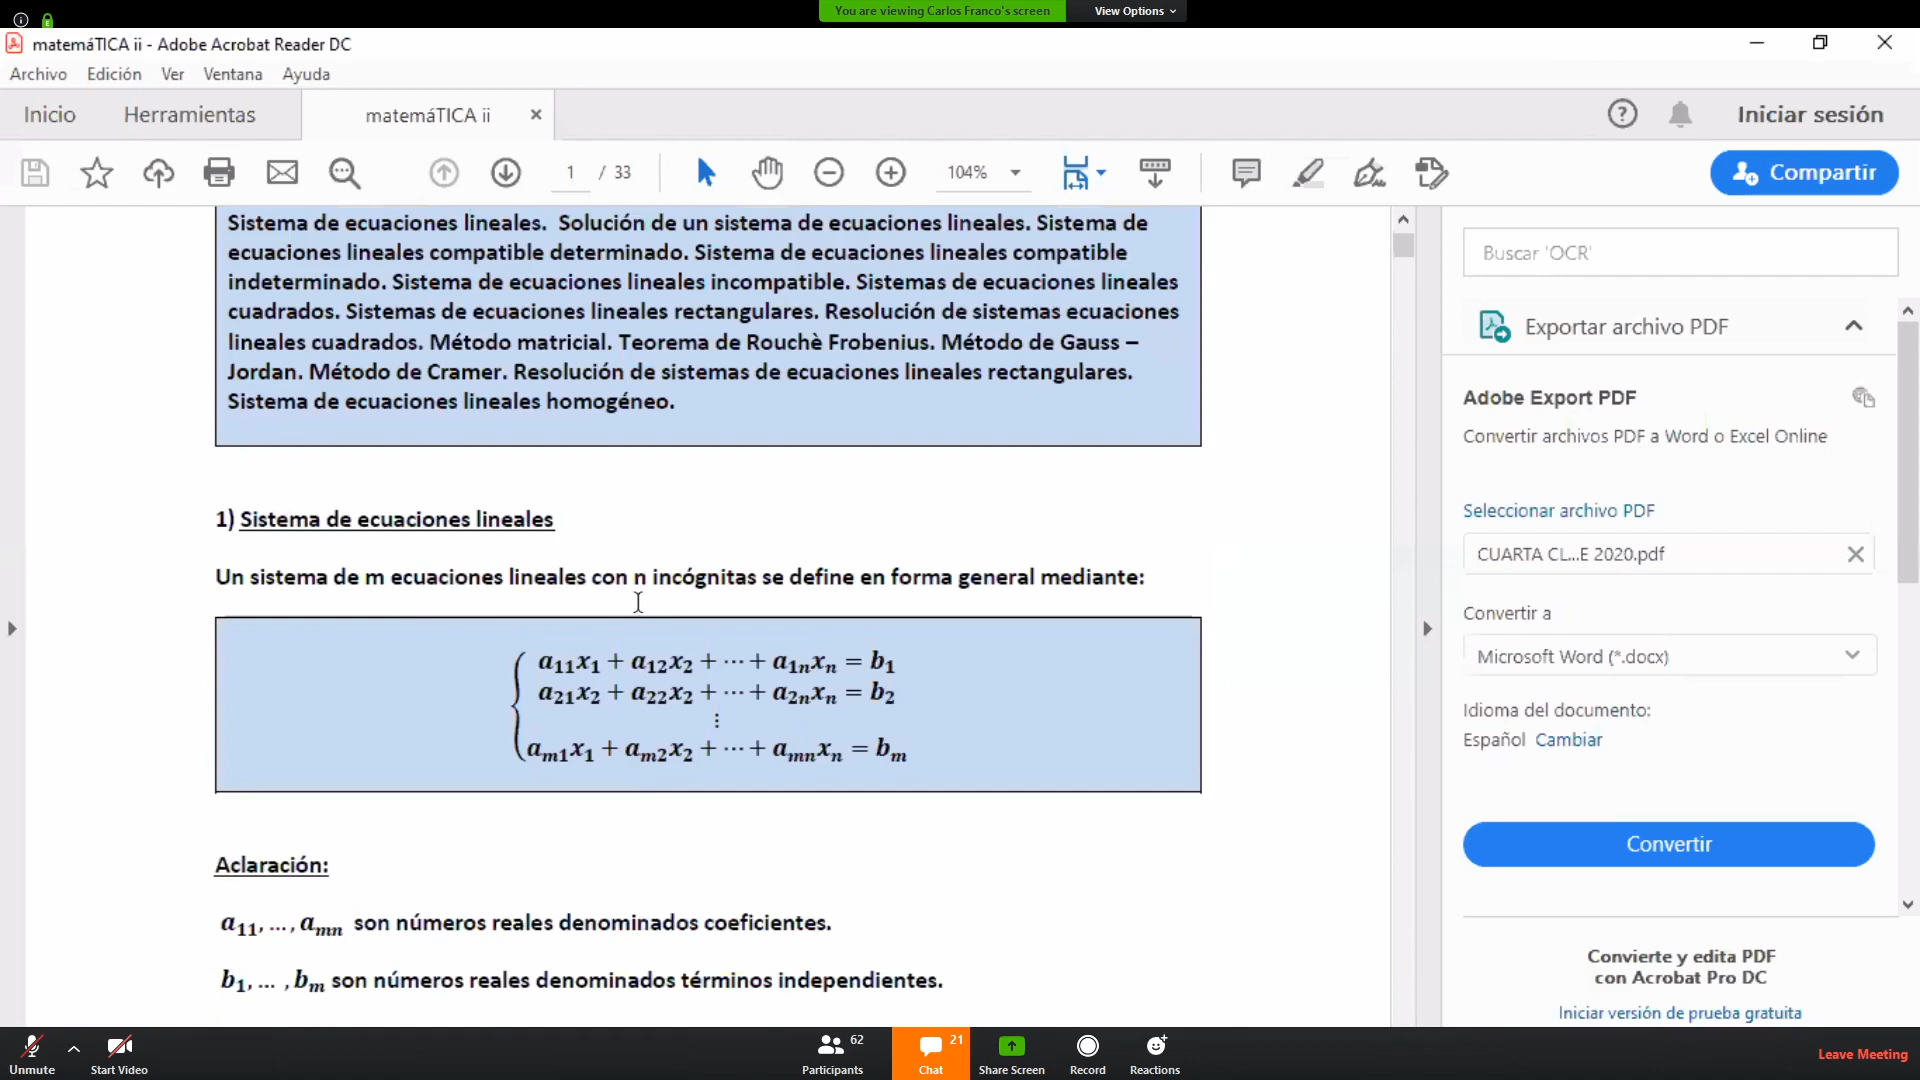 You are viewing Carlos Franco's screen
View Options
matemáTICA ii - Adobe Acrobat Reader DC
Archivo Edición Ver Ventana Ayuda
Inicio Herramientas matemáTICA ii × Iniciar sesión
1 / 33 104% Compartir
Sistema de ecuaciones lineales. Solución de un sistema de ecuaciones lineales. Sistema de
ecuaciones lineales compatible determinado. Sistema de ecuaciones lineales compatible
indeterminado. Sistema de ecuaciones lineales incompatible. Sistemas de ecuaciones lineales
cuadrados. Sistemas de ecuaciones lineales rectangulares. Resolución de sistemas ecuaciones
lineales cuadrados. Método matricial. Teorema de Rouchè Frobenius. Método de Gauss –
Jordan. Método de Cramer. Resolución de sistemas de ecuaciones lineales rectangulares.
Sistema de ecuaciones lineales homogéneo.
1) Sistema de ecuaciones lineales
Un sistema de m ecuaciones lineales con n incógnitas se define en forma general mediante:
a₁₁x₁ + a₁₂x₂ + ⋯ + a₁ₙxₙ = b₁
a₂₁x₂ + a₂₂x₂ + ⋯ + a₂ₙxₙ = b₂
⋮
aₘ₁x₁ + aₘ₂x₂ + ⋯ + aₘₙxₙ = bₘ
Aclaración:
a₁₁, … , aₘₙ son números reales denominados coeficientes.
b₁, … , bₘ son números reales denominados términos independientes.
Buscar 'OCR'
Exportar archivo PDF
Adobe Export PDF
Convertir archivos PDF a Word o Excel Online
Seleccionar archivo PDF
CUARTA CL...E 2020.pdf
Convertir a
Microsoft Word (*.docx)
Idioma del documento:
Español Cambiar
Convertir
Convierte y edita PDF
con Acrobat Pro DC
Iniciar versión de prueba gratuita
Unmute
Start Video
Participants 62
Chat 21
Share Screen
Record
Reactions
Leave Meeting